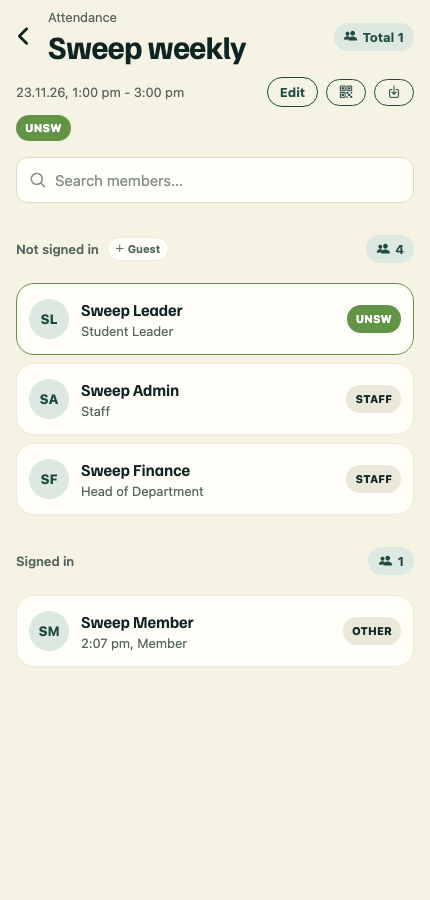 Attendance
Sweep weekly
Total 1
23.11.26, 1:00 pm - 3:00 pm
Edit
UNSW
Search members...
Not signed in
+ Guest
4
SL
Sweep Leader
Student Leader
UNSW
SA
Sweep Admin
Staff
STAFF
SF
Sweep Finance
Head of Department
STAFF
Signed in
1
SM
Sweep Member
2:07 pm, Member
OTHER